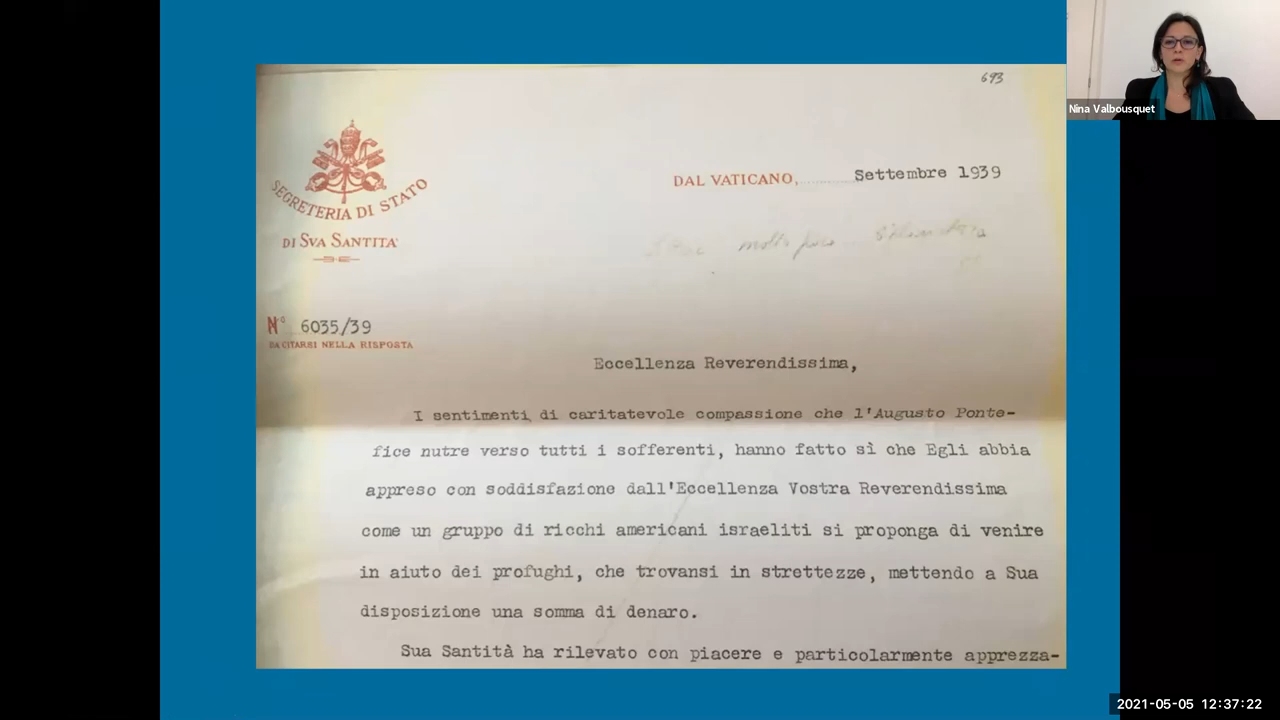 Nina Valbousquet
693
SEGRETERIA DI STATO
DI SVA SANTITA'
DAL VATICANO, Settembre 1939
molto
Nº 6035/39
DA CITARSI NELLA RISPOSTA
Eccellenza Reverendissima,
I sentimenti di caritatevole compassione che l'Augusto Ponte-
fice nutre verso tutti i sofferenti, hanno fatto sì che Egli abbia
appreso con soddisfazione dall'Eccellenza Vostra Reverendissima
come un gruppo di ricchi americani israeliti si proponga di venire
in aiuto dei profughi, che trovansi in strettezze, mettendo a Sua
disposizione una somma di denaro.
Sua Santità ha rilevato con piacere e particolarmente apprezza-
2021-05-05 12:37:22